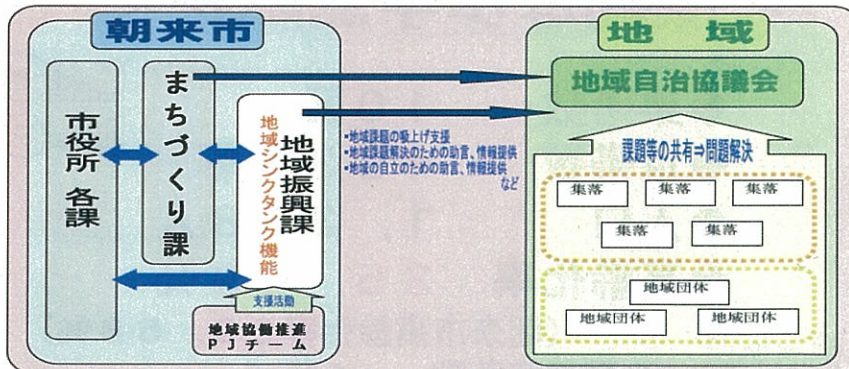 朝来市
市役所 各課
まちづくり課
地域振興課
地域シンクタンク機能
支援活動
地域協働推進
PJチーム
・地域課題の吸上げ支援
・地域課題解決のための助言、情報提供
・地域の自立のための助言、情報提供
など
地 域
地域自治協議会
課題等の共有⇒問題解決
集落
集落
集落
集落
集落
地域団体
地域団体
地域団体